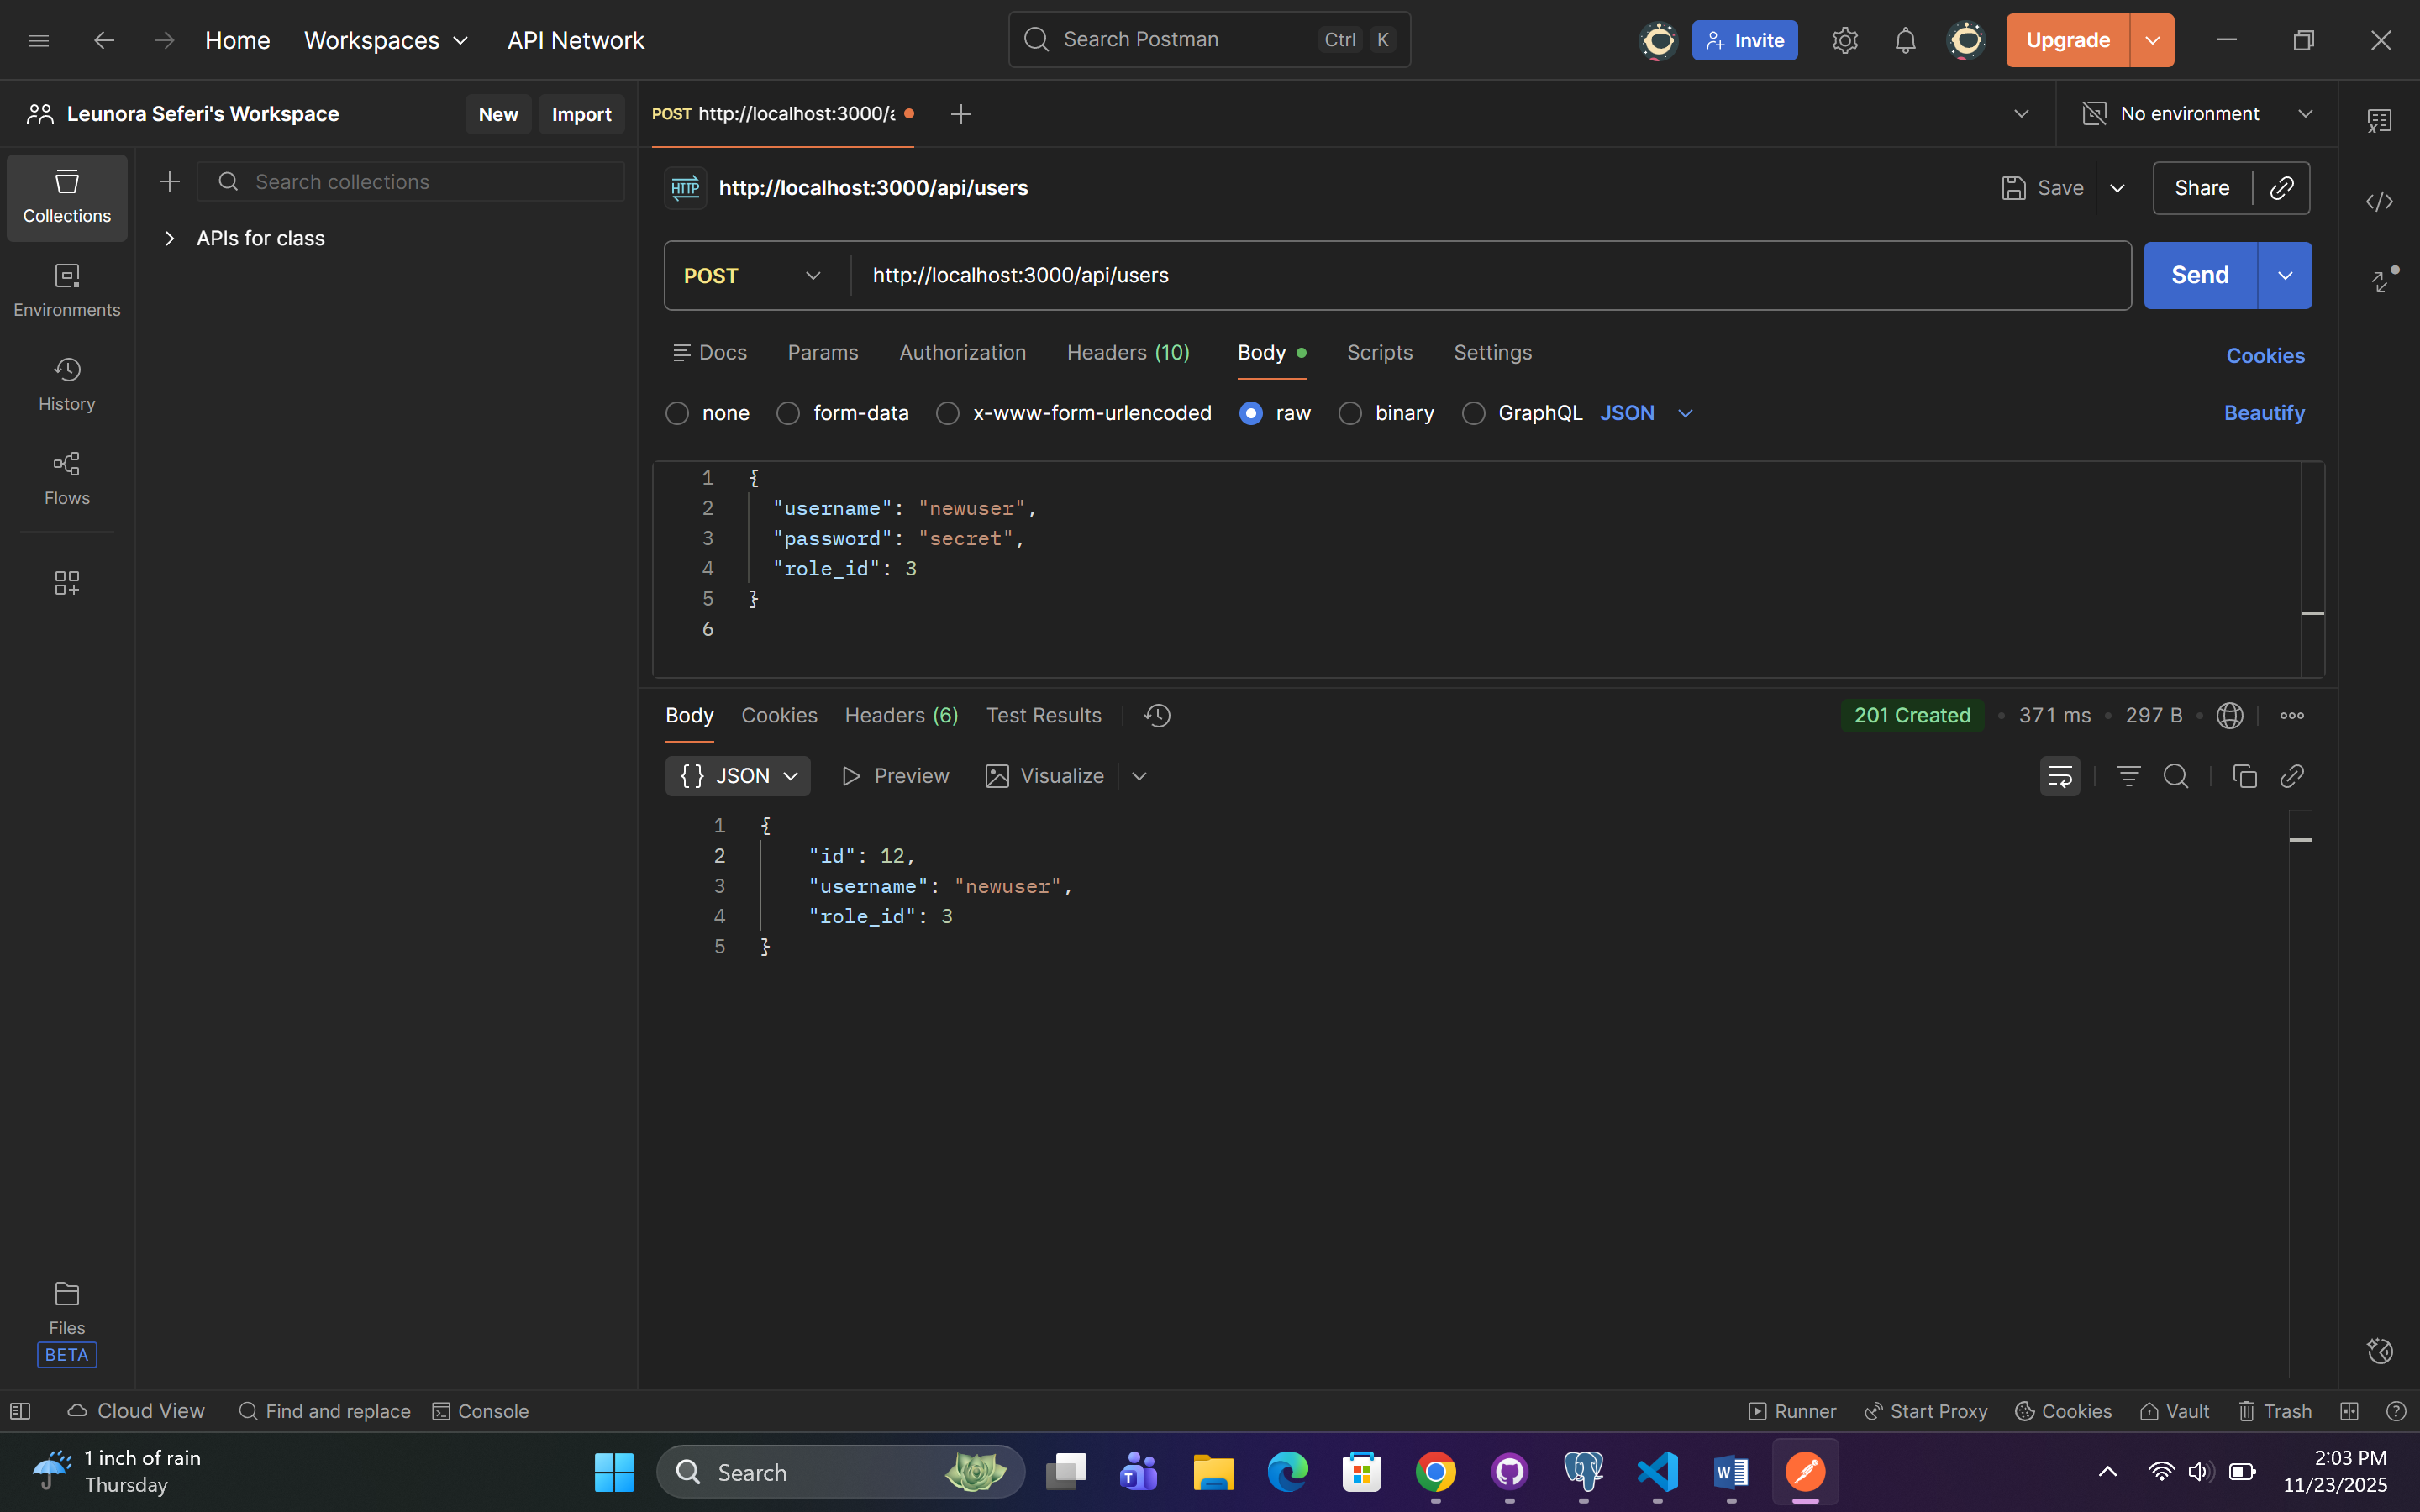 Home Workspaces API Network Search Postman Ctrl K Invite Upgrade
Leunora Seferi's Workspace New Import POST http://localhost:3000/a No environment
Collections
Environments
History
Flows
Files
BETA
Search collections
APIs for class
HTTP http://localhost:3000/api/users Save Share
POST http://localhost:3000/api/users Send
Docs Params Authorization Headers (10) Body Scripts Settings Cookies
none form-data x-www-form-urlencoded raw binary GraphQL JSON Beautify
1 {
2 "username": "newuser",
3 "password": "secret",
4 "role_id": 3
5 }
6
Body Cookies Headers (6) Test Results 201 Created 371 ms 297 B
{} JSON Preview Visualize
1 {
2 "id": 12,
3 "username": "newuser",
4 "role_id": 3
5 }
Cloud View Find and replace Console Runner Start Proxy Cookies Vault Trash
1 inch of rain
Thursday
Search
2:03 PM
11/23/2025